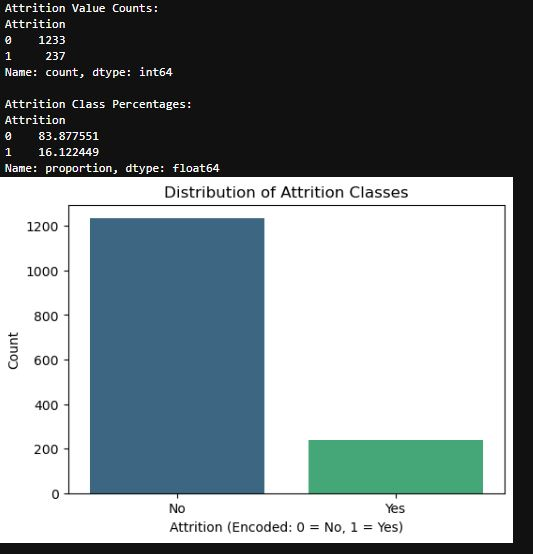 Attrition Value Counts:
Attrition
0    1233
1     237
Name: count, dtype: int64

Attrition Class Percentages:
Attrition
0    83.877551
1    16.122449
Name: proportion, dtype: float64
Distribution of Attrition Classes
1200
1000
800
600
400
200
0
Count
No Yes
Attrition (Encoded: 0 = No, 1 = Yes)